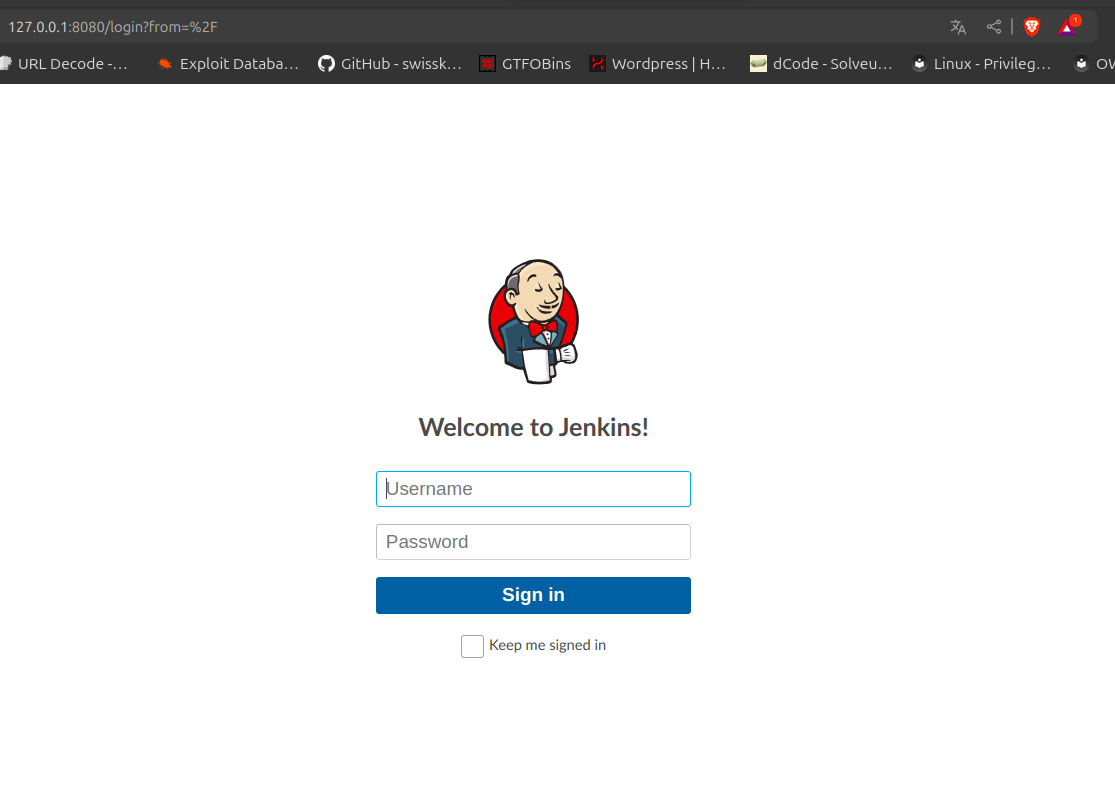 127.0.0.1:8080/login?from=%2F
1
URL Decode -... Exploit Databa... GitHub - swissk... GTFOBins Wordpress | H... dCode - Solveu... Linux - Privileg... OW
Welcome to Jenkins!
Username
Password
Sign in
Keep me signed in